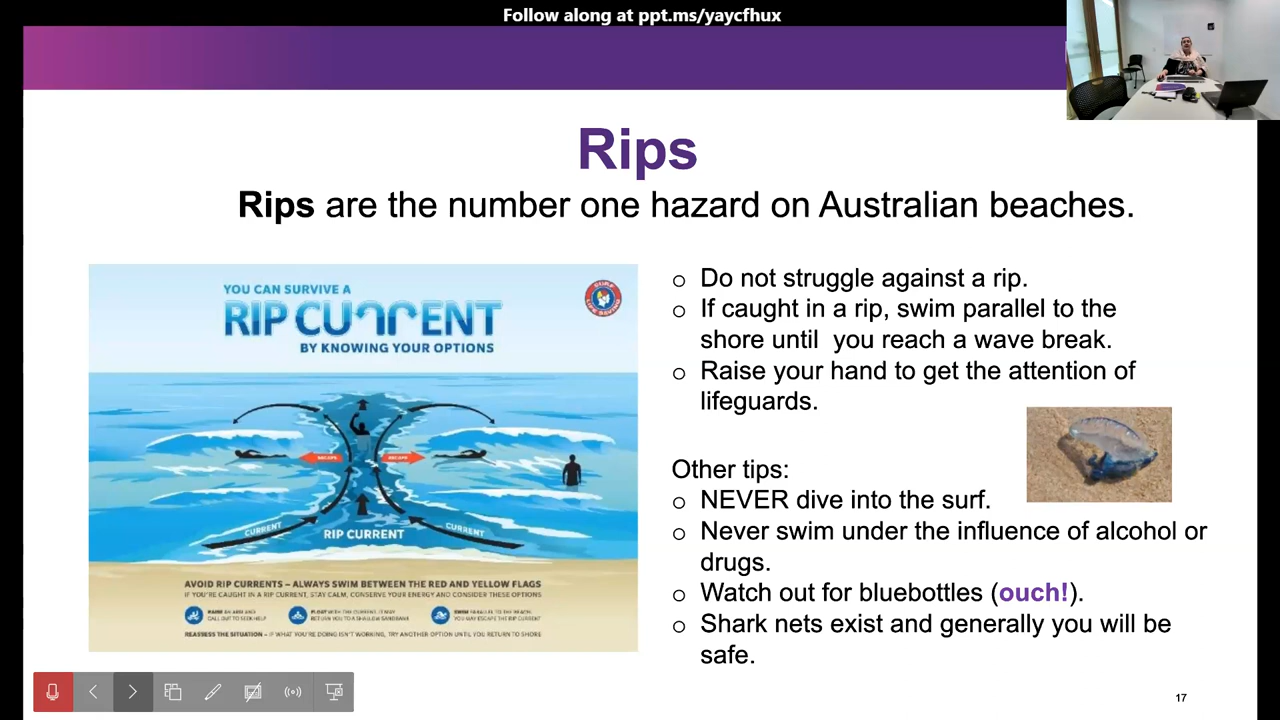 Follow along at ppt.ms/yaycfhux
Rips
Rips are the number one hazard on Australian beaches.
YOU CAN SURVIVE A
RIP CURRENT
BY KNOWING YOUR OPTIONS
SURF
LIFE SAVING
ESCAPE
ESCAPE
CURRENT
RIP CURRENT
CURRENT
AVOID RIP CURRENTS – ALWAYS SWIM BETWEEN THE RED AND YELLOW FLAGS
IF YOU'RE CAUGHT IN A RIP CURRENT, STAY CALM, CONSERVE YOUR ENERGY AND CONSIDER THESE OPTIONS
RAISE AN ARM AND
CALL OUT TO SEEK HELP
FLOAT WITH THE CURRENT, IT MAY
RETURN YOU TO A SHALLOW SANDBANK
SWIM PARALLEL TO THE BEACH,
YOU MAY ESCAPE THE RIP CURRENT
REASSESS THE SITUATION – IF WHAT YOU'RE DOING ISN'T WORKING, TRY ANOTHER OPTION UNTIL YOU RETURN TO SHORE
o Do not struggle against a rip.
o If caught in a rip, swim parallel to the
shore until you reach a wave break.
o Raise your hand to get the attention of
lifeguards.
Other tips:
o NEVER dive into the surf.
o Never swim under the influence of alcohol or
drugs.
o Watch out for bluebottles (ouch!).
o Shark nets exist and generally you will be
safe.
17